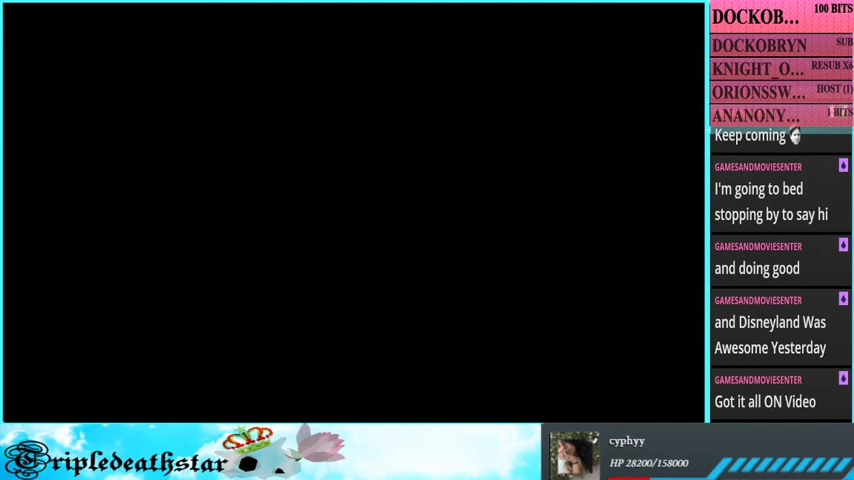 DOCKOB... 100 BITS
DOCKOBRYN SUB
KNIGHT_O... RESUB X6
ORIONSSW... HOST (1)
ANANONY... 1 BITS
Keep coming
GAMESANDMOVIESENTER
I'm going to bed
stopping by to say hi
GAMESANDMOVIESENTER
and doing good
GAMESANDMOVIESENTER
and Disneyland Was
Awesome Yesterday
GAMESANDMOVIESENTER
Got it all ON Video
Tripledeathstar
cyphyy
HP 28200/158000